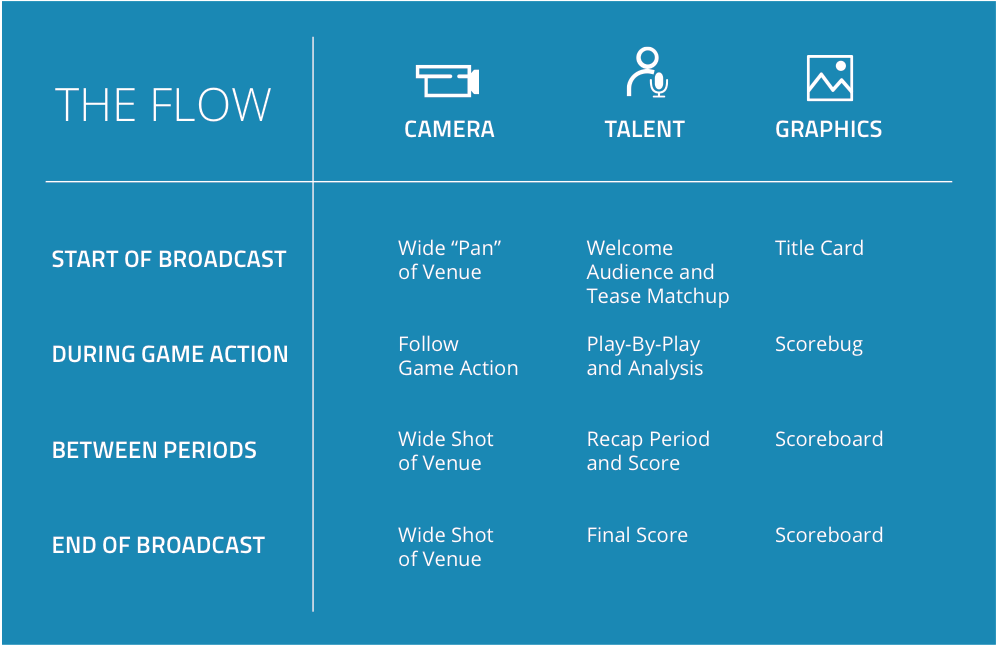 THE FLOW
CAMERA
TALENT
GRAPHICS
START OF BROADCAST
Wide “Pan”
of Venue
Welcome
Audience and
Tease Matchup
Title Card
DURING GAME ACTION
Follow
Game Action
Play-By-Play
and Analysis
Scorebug
BETWEEN PERIODS
Wide Shot
of Venue
Recap Period
and Score
Scoreboard
END OF BROADCAST
Wide Shot
of Venue
Final Score
Scoreboard